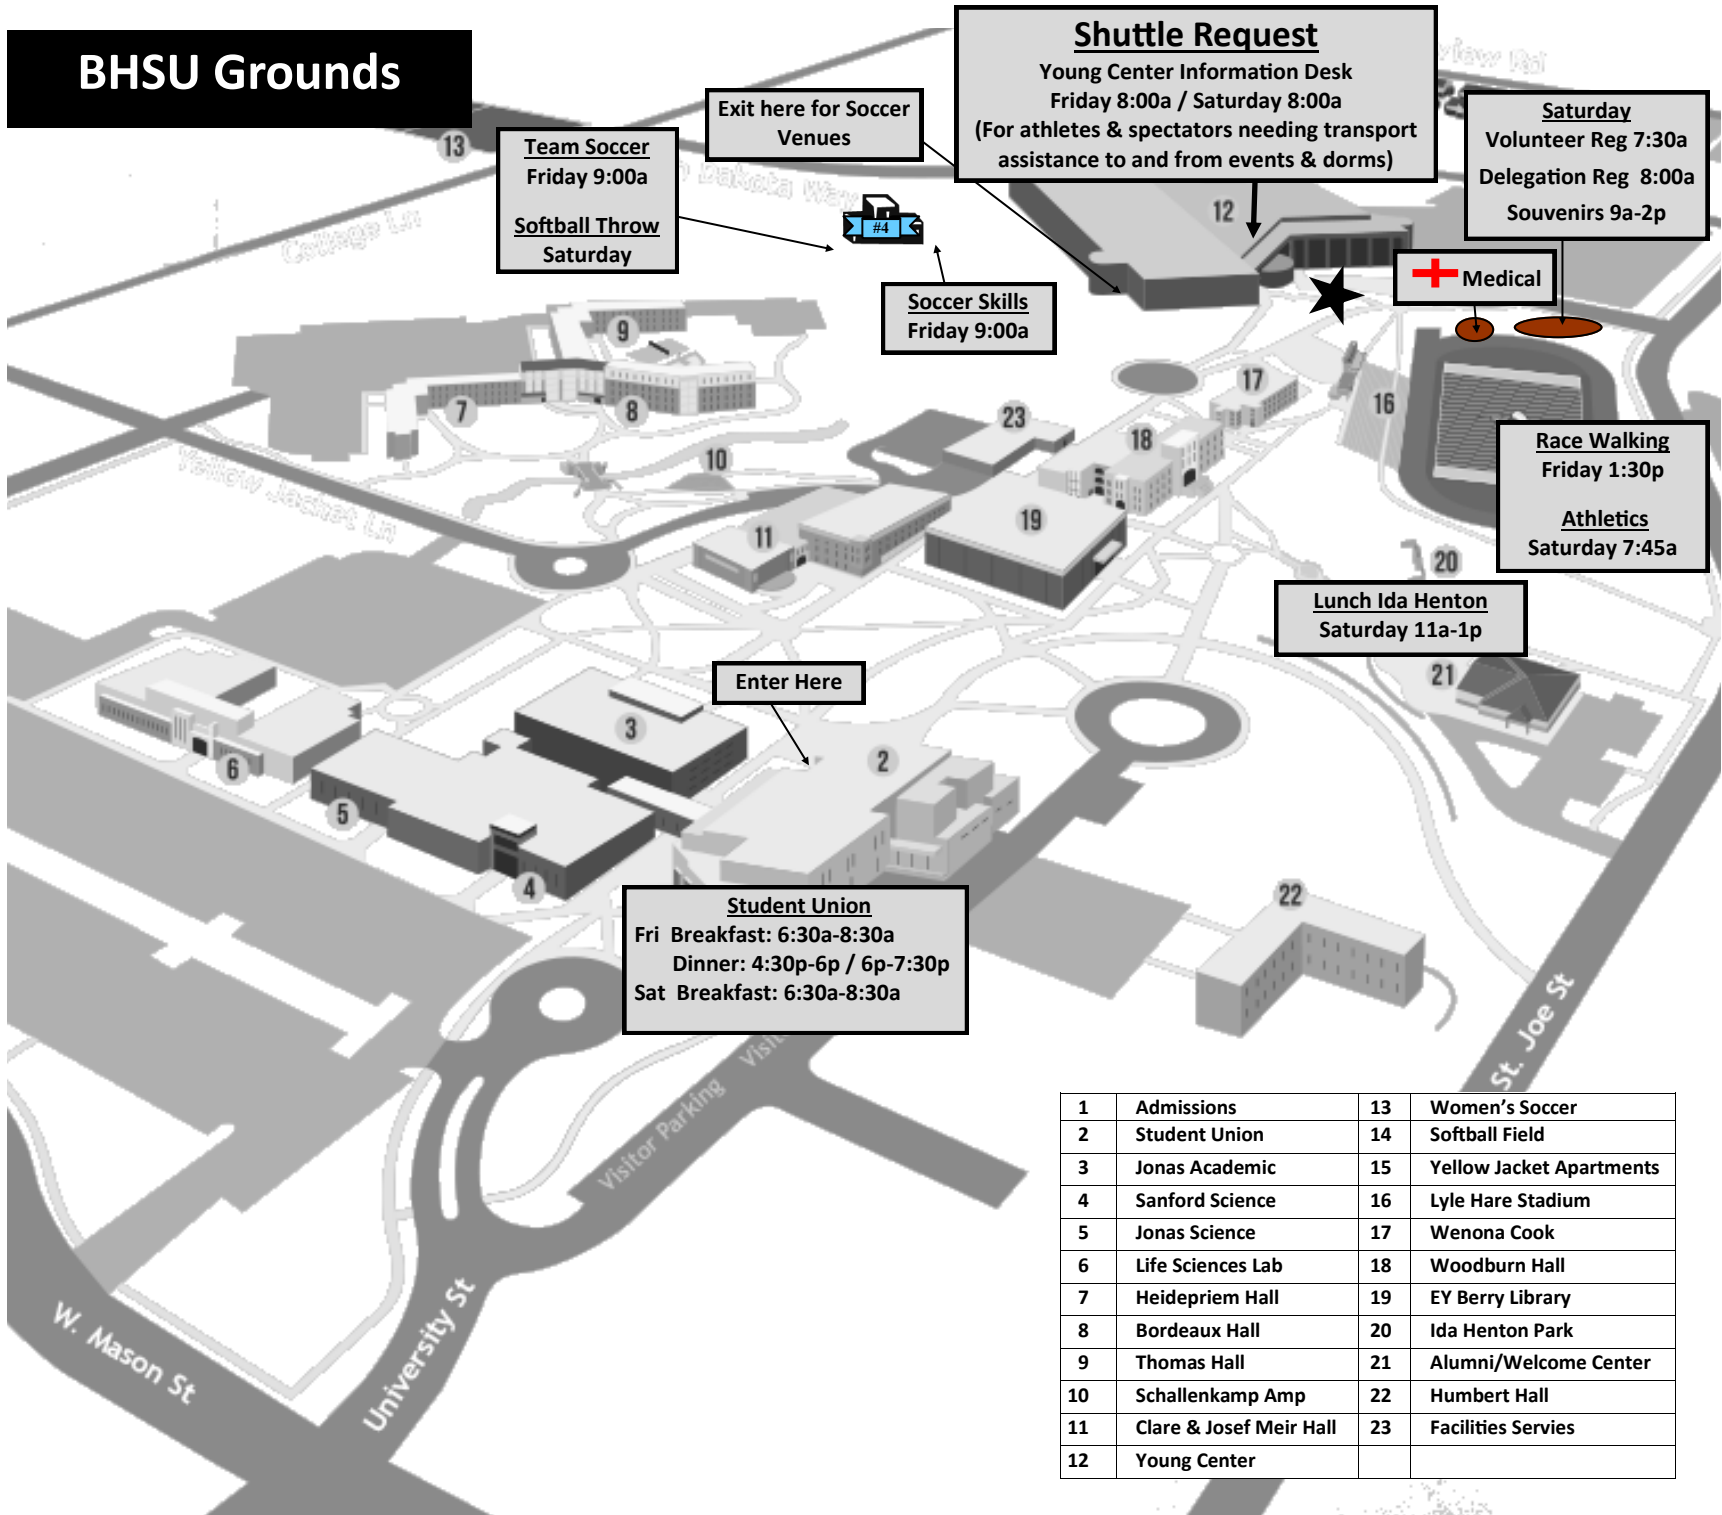 BHSU Grounds
Shuttle Request
Young Center Information Desk
Friday 8:00a / Saturday 8:00a
(For athletes & spectators needing transport
assistance to and from events & dorms)
view Rd
Exit here for Soccer
Venues
Saturday
Volunteer Reg 7:30a
Delegation Reg  8:00a
Souvenirs 9a-2p
Team Soccer
Friday 9:00a
Softball Throw
Saturday
13
Dakota Way
12
#4
College Ln
Medical
Soccer Skills
Friday 9:00a
9
7
8
17
16
23
18
10
Race Walking
Friday 1:30p
Athletics
Saturday 7:45a
Yellow Jacket Ln
11
19
20
Lunch Ida Henton
Saturday 11a-1p
21
Enter Here
3
2
6
5
4
22
Student Union
Fri  Breakfast: 6:30a-8:30a
Dinner: 4:30p-6p / 6p-7:30p
Sat  Breakfast: 6:30a-8:30a
St. Joe St
Visitor Parking
W. Mason St
University St
1 Admissions 13 Women’s Soccer
2 Student Union 14 Softball Field
3 Jonas Academic 15 Yellow Jacket Apartments
4 Sanford Science 16 Lyle Hare Stadium
5 Jonas Science 17 Wenona Cook
6 Life Sciences Lab 18 Woodburn Hall
7 Heidepriem Hall 19 EY Berry Library
8 Bordeaux Hall 20 Ida Henton Park
9 Thomas Hall 21 Alumni/Welcome Center
10 Schallenkamp Amp 22 Humbert Hall
11 Clare & Josef Meir Hall 23 Facilities Servies
12 Young Center